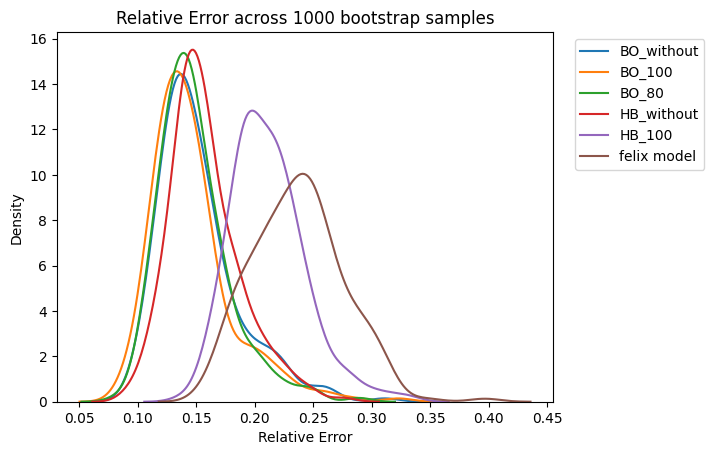 Relative Error across 1000 bootstrap samples
16
14
12
10
8
6
4
2
0
Density
0.05 0.10 0.15 0.20 0.25 0.30 0.35 0.40 0.45
Relative Error
BO_without
BO_100
BO_80
HB_without
HB_100
felix model